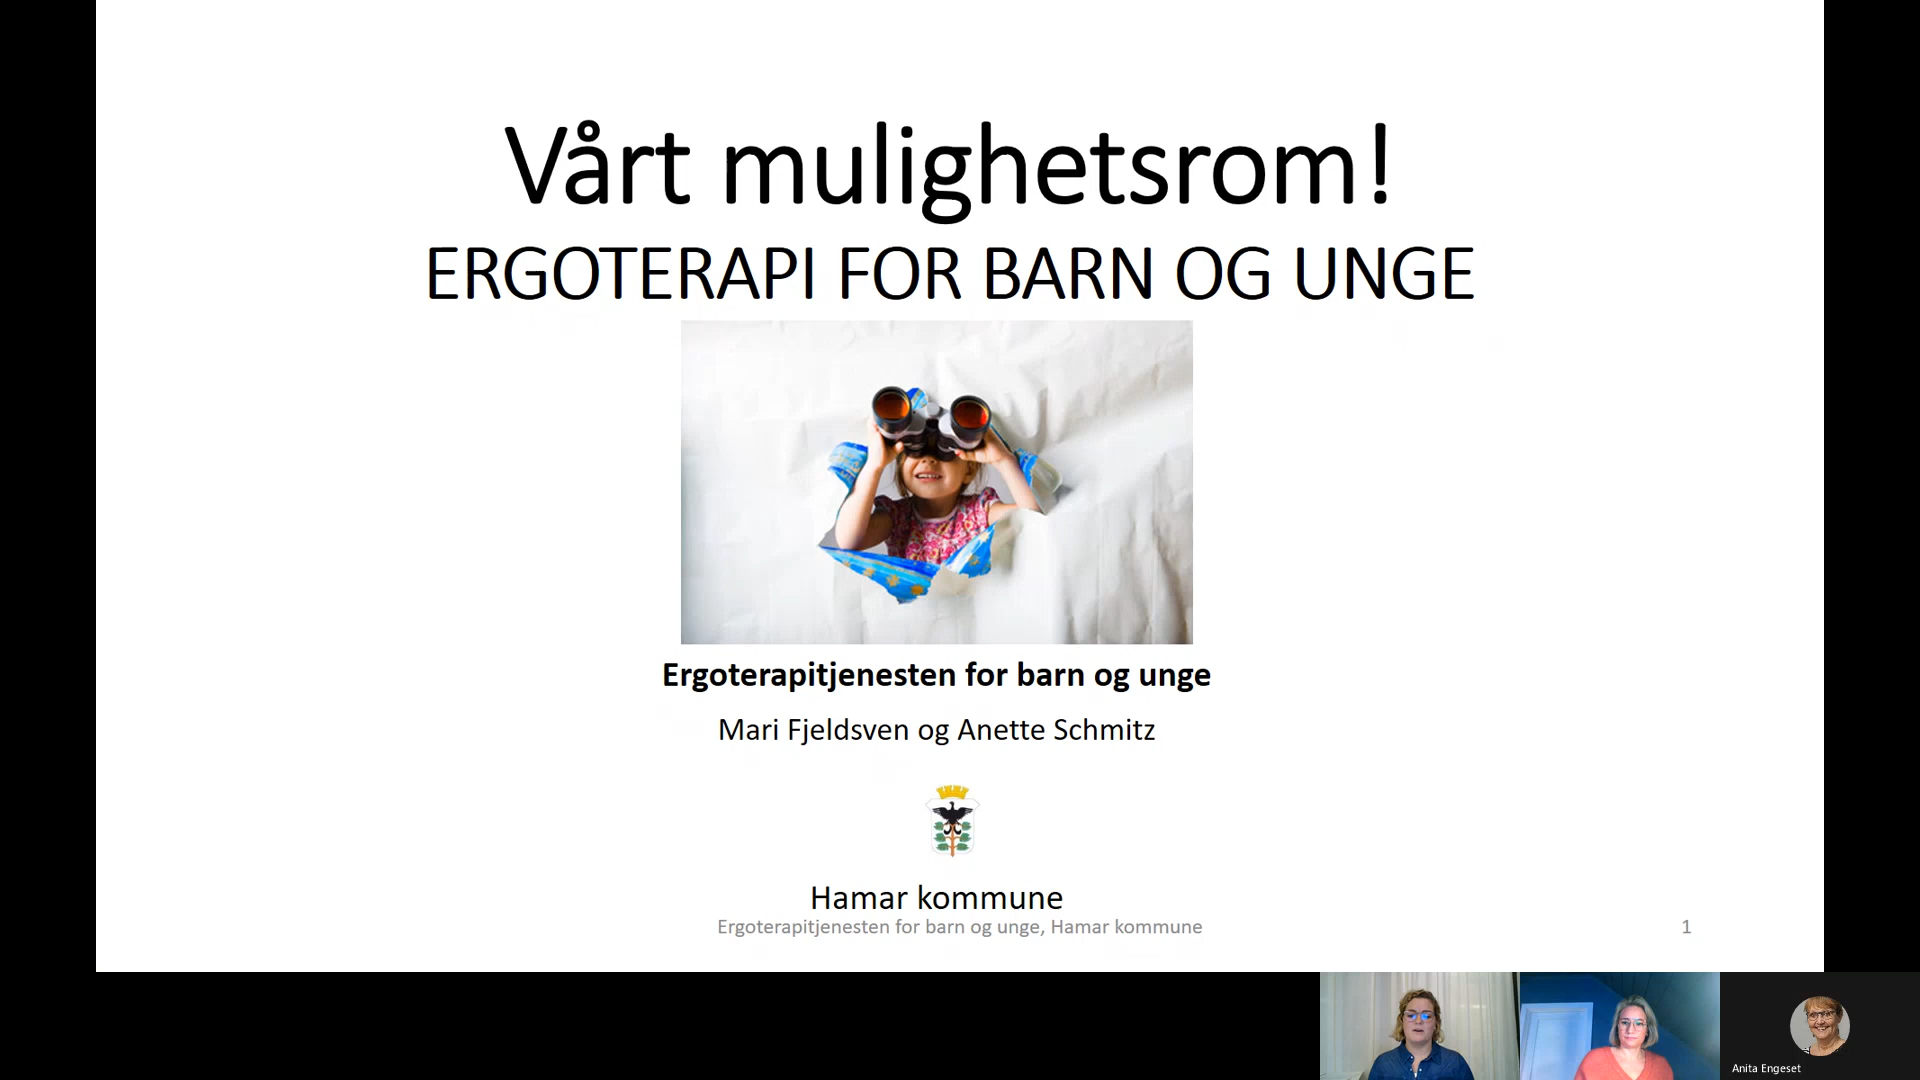 Vårt mulighetsrom!
ERGOTERAPI FOR BARN OG UNGE
Ergoterapitjenesten for barn og unge
Mari Fjeldsven og Anette Schmitz
Hamar kommune
Ergoterapitjenesten for barn og unge, Hamar kommune
1
Anita Engeset